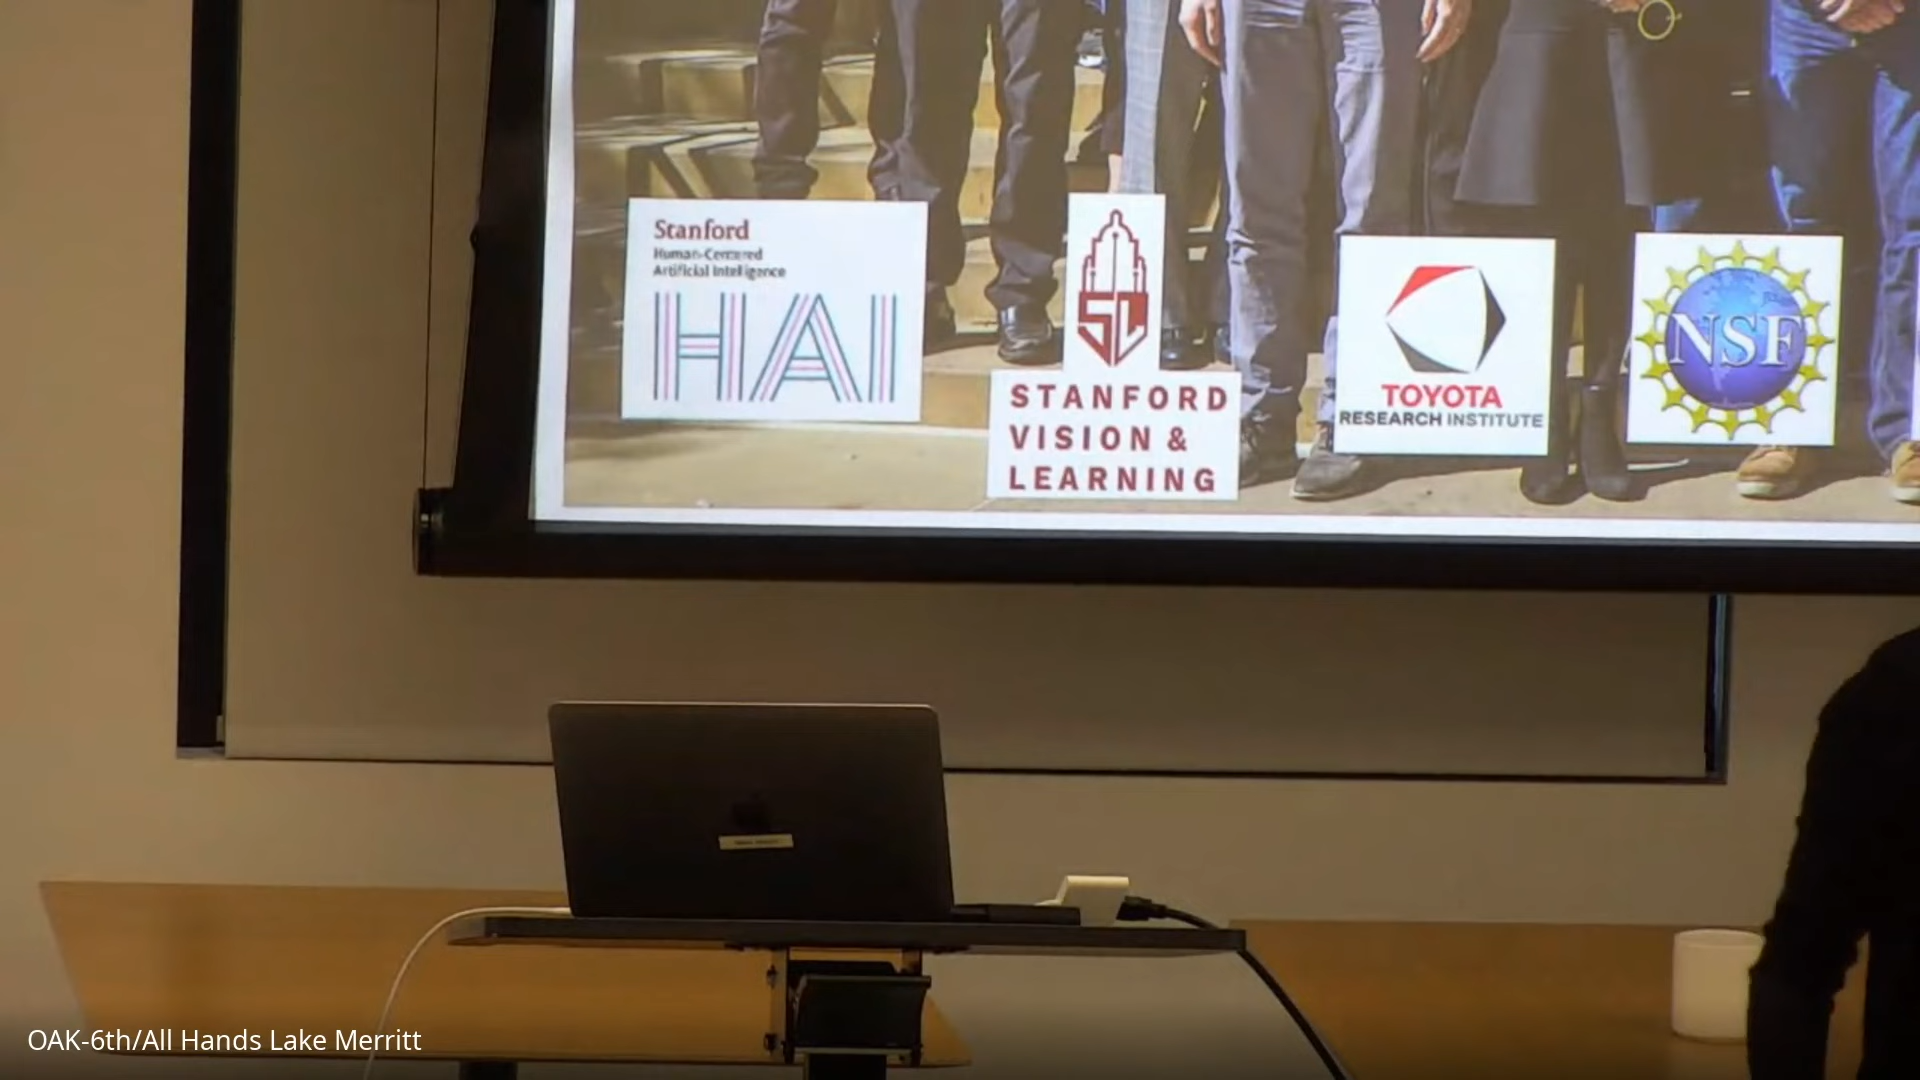 Stanford
Human-Centered
Artificial Intelligence
HAI
SL
STANFORD
VISION &
LEARNING
TOYOTA
RESEARCH INSTITUTE
NSF
OAK-6th/All Hands Lake Merritt